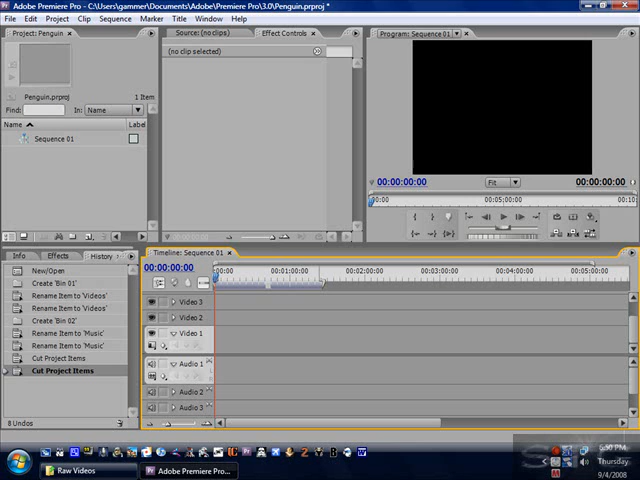 Adobe Premiere Pro - C:\Users\gammer\Documents\Adobe\Premiere Pro\3.0\Penguin.prproj *
File Edit Project Clip Sequence Marker Title Window Help
Project: Penguin
Source: (no clips)
Effect Controls
Program: Sequence 01
(no clip selected)
Penguin.prproj
1 Item
Find:
In: Name
Name
Label
Sequence 01
00:00:00:00
Fit
00:00:00:00
00:00
00:05:00:00
00:10:
Info
Effects
History
New/Open
Create 'Bin 01'
Rename Item to 'Videos'
Rename Item to 'Videos'
Create 'Bin 02'
Rename Item to 'Music'
Rename Item to 'Music'
Cut Project Items
Cut Project Items
8 Undos
Timeline: Sequence 01
00:00:00:00
:00:00
00:01:00:00
00:02:00:00
00:03:00:00
00:04:00:00
00:05:00:00
Video 3
Video 2
Video 1
Audio 1
Audio 2
Audio 3
Raw Videos
Adobe Premiere Pro...
5:50 PM
Thursday
9/4/2008